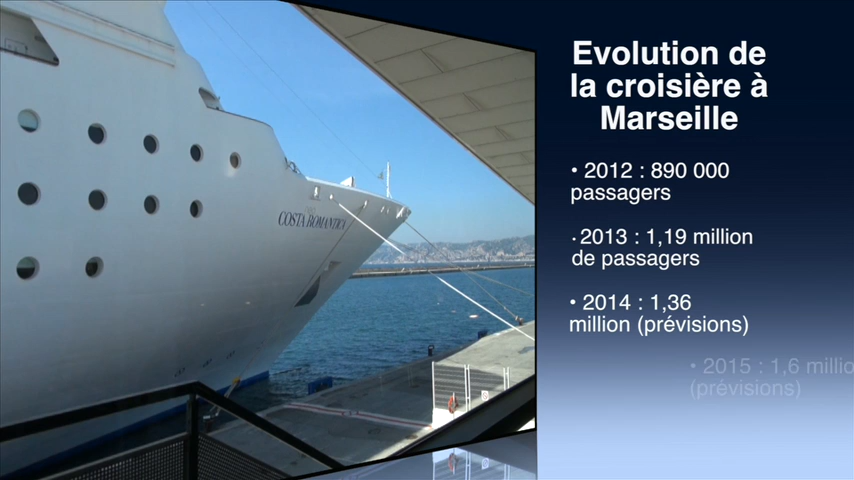 Evolution de
la croisière à
Marseille
• 2012 : 890 000
passagers
• 2013 : 1,19 million
de passagers
• 2014 : 1,36
million (prévisions)
• 2015 : 1,6 millio
(prévisions)
COSTA ROMANTICA